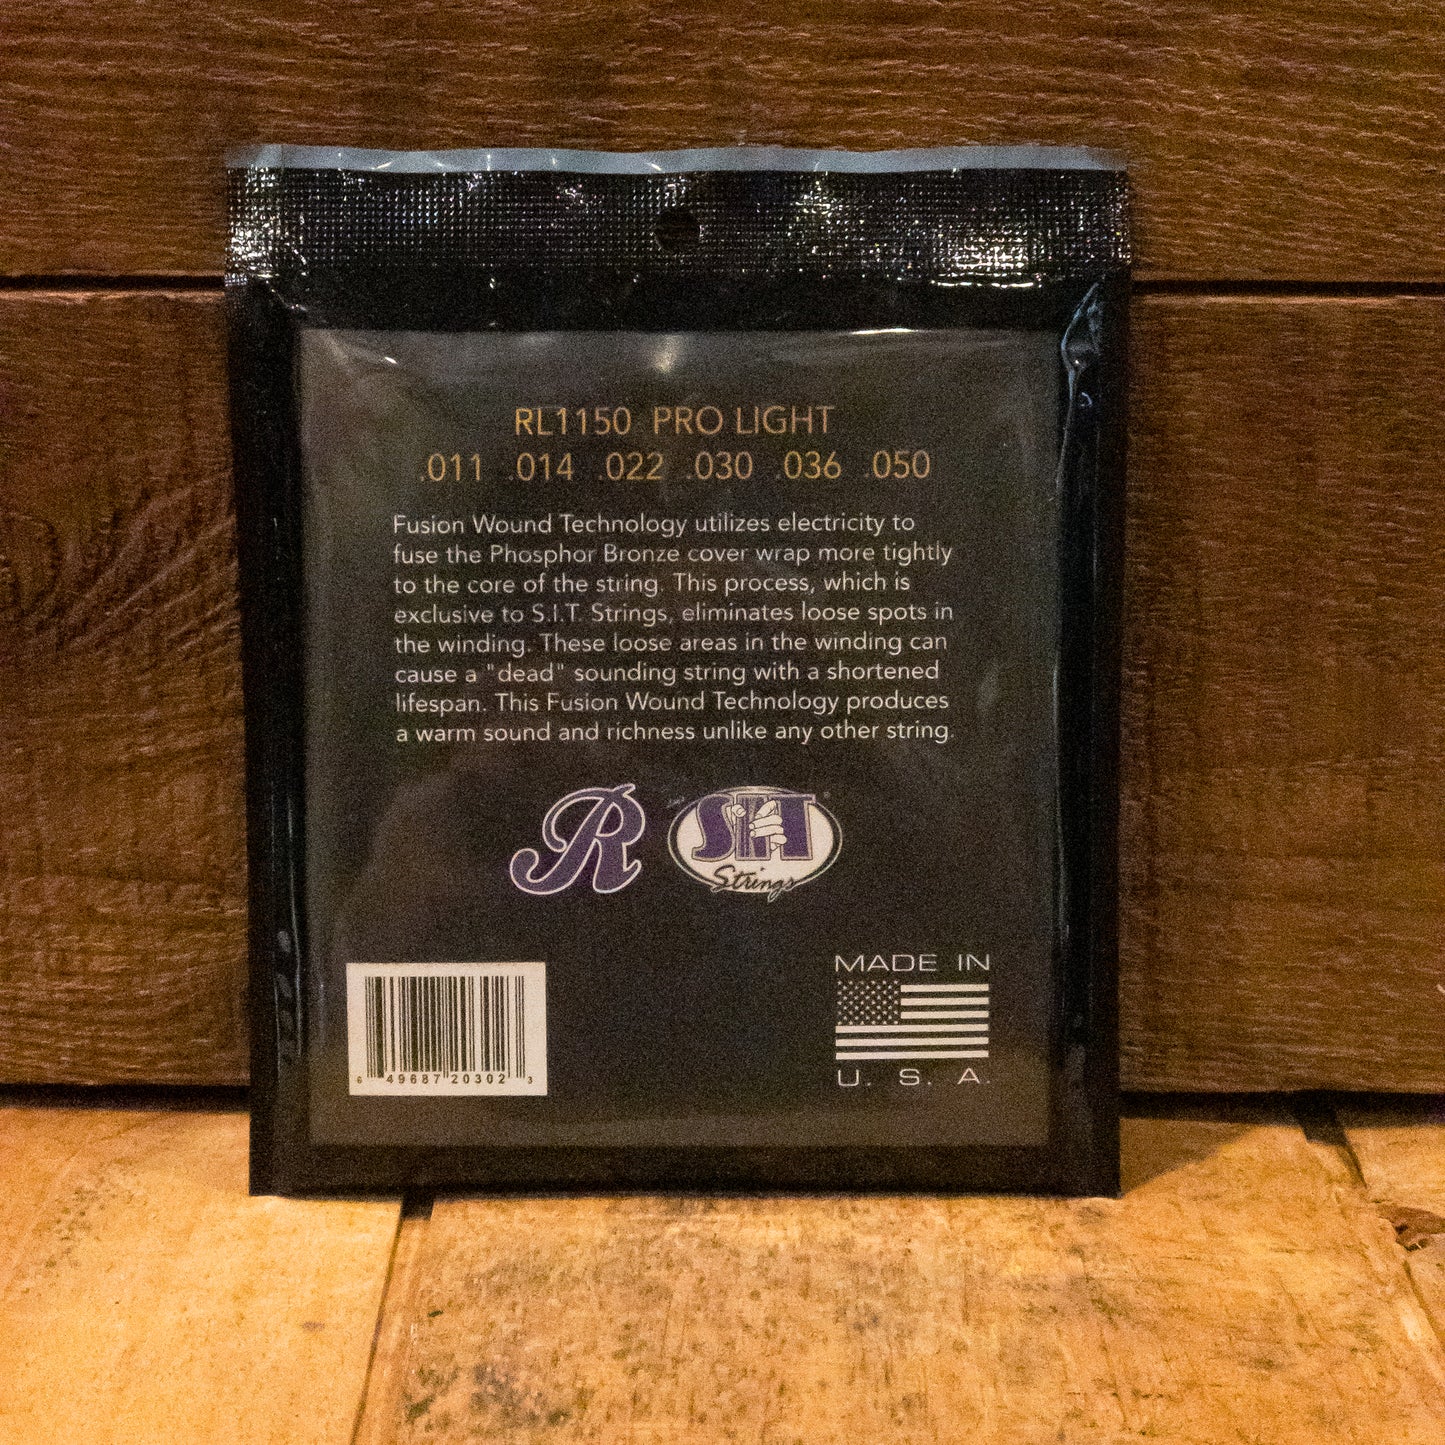 RL1150 PRO LIGHT
.011 .014 .022 .030 .036 .050
Fusion Wound Technology utilizes electricity to
fuse the Phosphor Bronze cover wrap more tightly
to the core of the string. This process, which is
exclusive to S.I.T. Strings, eliminates loose spots in
the winding. These loose areas in the winding can
cause a "dead" sounding string with a shortened
lifespan. This Fusion Wound Technology produces
a warm sound and richness unlike any other string.
R
SIT
Strings
MADE IN
U. S. A.
6 49687 20302 3